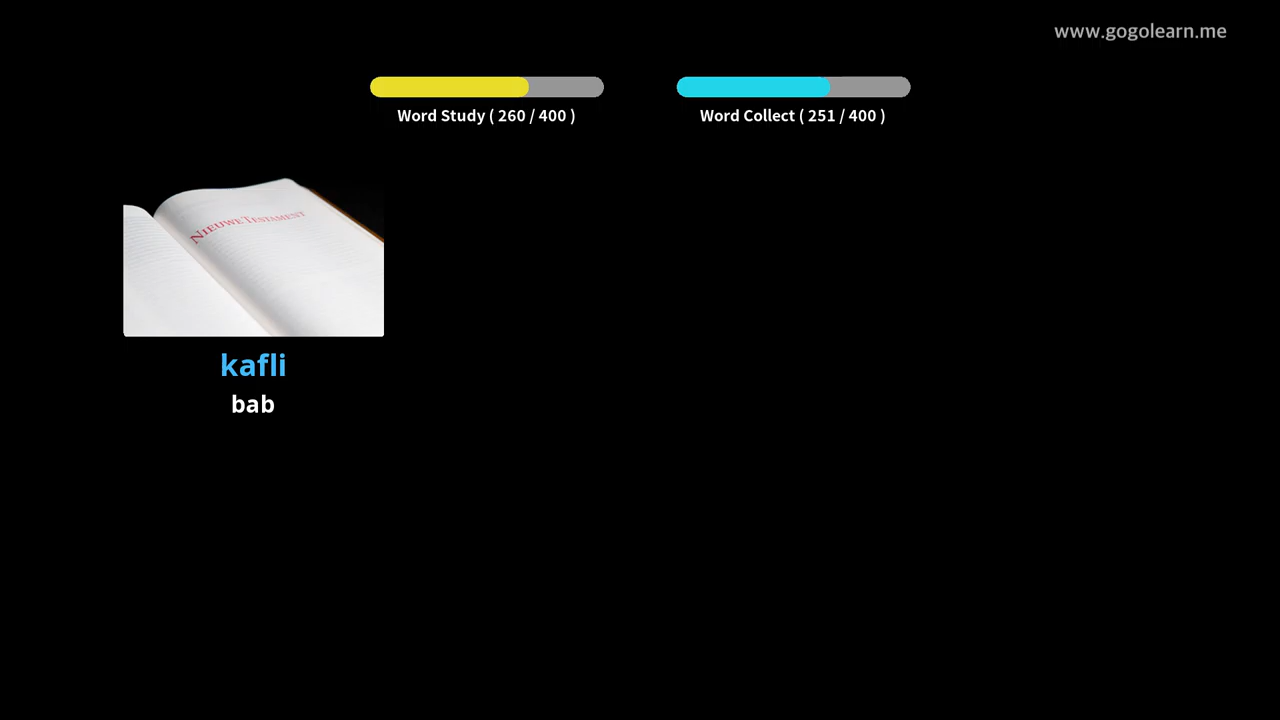 www.gogolearn.me
Word Study ( 260 / 400 )
Word Collect ( 251 / 400 )
NIEUWE TESTAMENT
kafli
bab